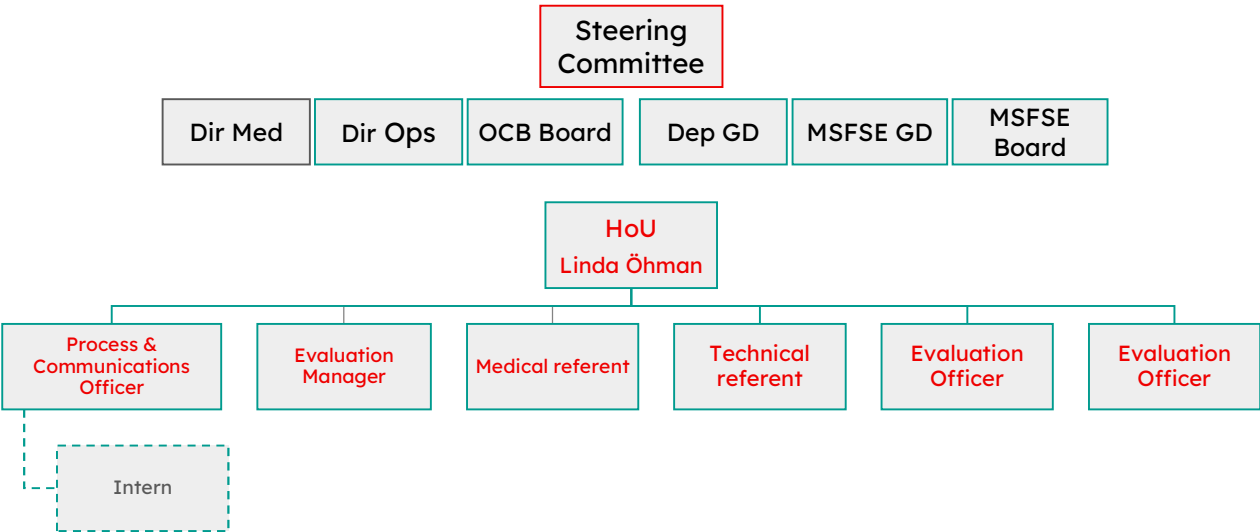 Steering
Committee
Dir Med
Dir Ops
OCB Board
Dep GD
MSFSE GD
MSFSE
Board
HoU
Linda Öhman
Process &
Communications
Officer
Evaluation
Manager
Medical referent
Technical
referent
Evaluation
Officer
Evaluation
Officer
Intern